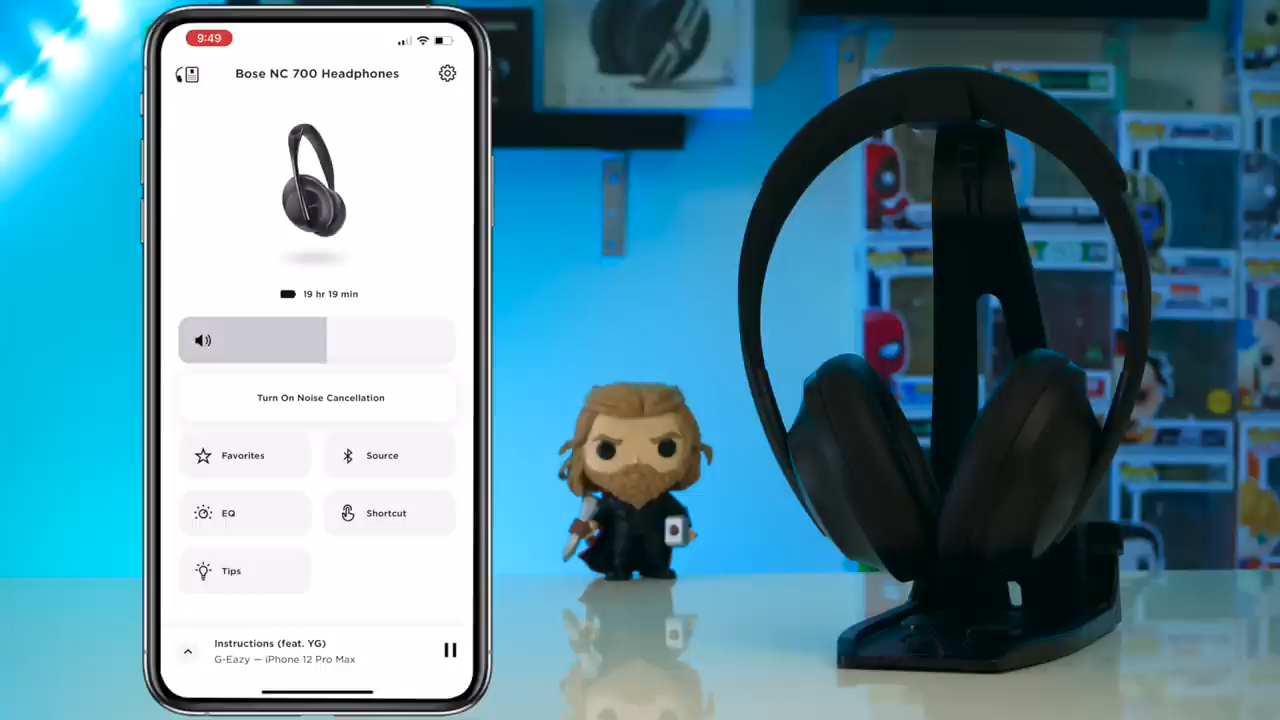 9:49
Bose NC 700 Headphones
19 hr 19 min
Turn On Noise Cancellation
Favorites
Source
EQ
Shortcut
Tips
Instructions (feat. YG)
G-Eazy — iPhone 12 Pro Max